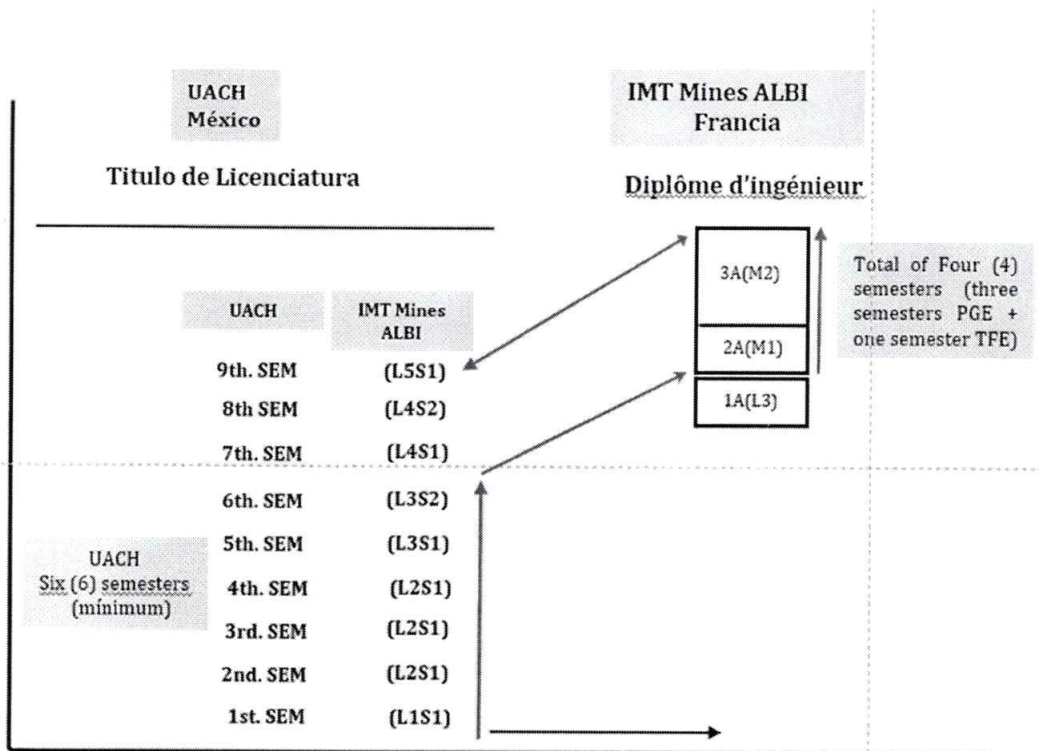 UACH
México
Titulo de Licenciatura
IMT Mines ALBI
Francia
Diplôme d'ingénieur
3A(M2)
2A(M1)
1A(L3)
Total of Four (4)
semesters (three
semesters PGE +
one semester TFE)
UACH IMT Mines
ALBI
9th. SEM (L5S1)
8th SEM (L4S2)
7th. SEM (L4S1)
6th. SEM (L3S2)
5th. SEM (L3S1)
4th. SEM (L2S1)
3rd. SEM (L2S1)
2nd. SEM (L2S1)
1st. SEM (L1S1)
UACH
Six (6) semesters
(mínimum)